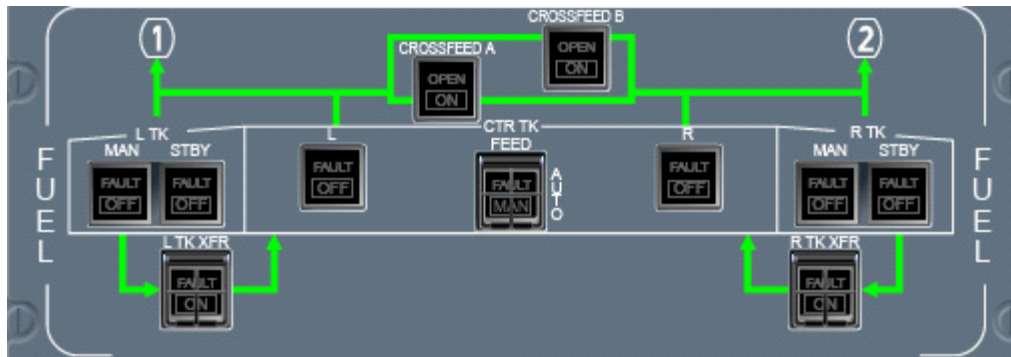 CROSSFEED B
1
2
CROSSFEED A
OPEN
ON
OPEN
ON
FUEL
L TK
MAN
STBY
FAULT
OFF
FAULT
OFF
L
FAULT
OFF
CTR TK
FEED
FAULT
MAN
AUTO
R
FAULT
OFF
R TK
MAN
STBY
FAULT
OFF
FAULT
OFF
FUEL
L TK XFR
FAULT
ON
R TK XFR
FAULT
ON